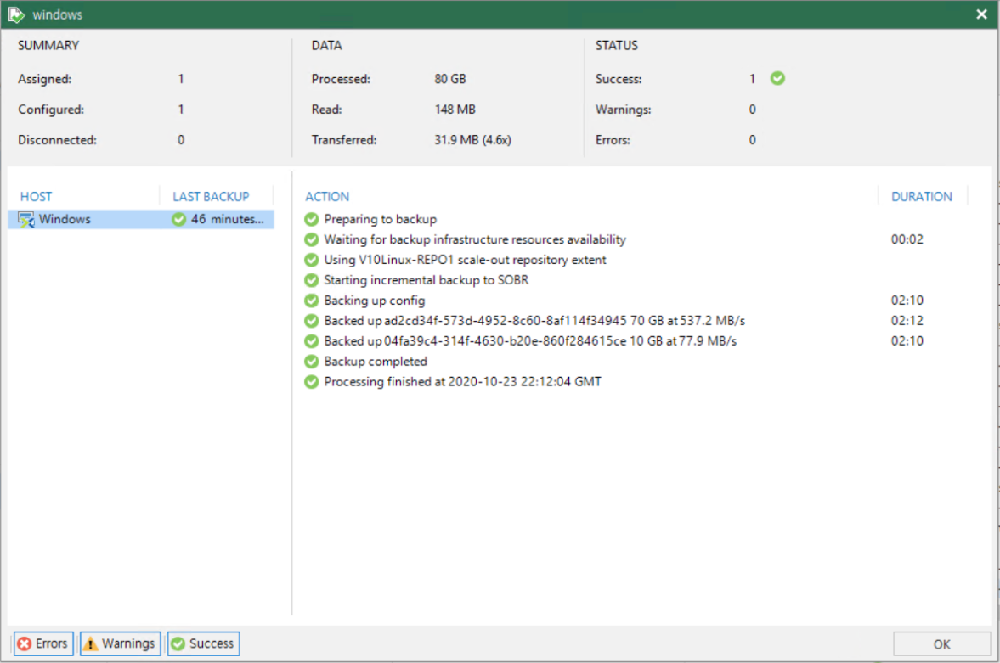 windows
SUMMARY
Assigned: 1
Configured: 1
Disconnected: 0
DATA
Processed: 80 GB
Read: 148 MB
Transferred: 31.9 MB (4.6x)
STATUS
Success: 1
Warnings: 0
Errors: 0
HOST LAST BACKUP
Windows 46 minutes...
ACTION DURATION
Preparing to backup
Waiting for backup infrastructure resources availability 00:02
Using V10Linux-REPO1 scale-out repository extent
Starting incremental backup to SOBR
Backing up config 02:10
Backed up ad2cd34f-573d-4952-8c60-8af114f34945 70 GB at 537.2 MB/s 02:12
Backed up 04fa39c4-314f-4630-b20e-860f284615ce 10 GB at 77.9 MB/s 02:10
Backup completed
Processing finished at 2020-10-23 22:12:04 GMT
Errors Warnings Success OK